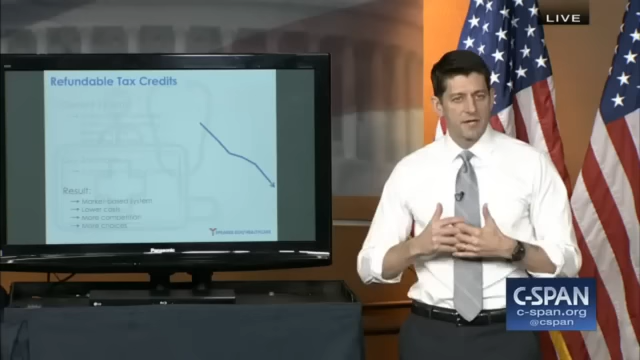 LIVE
Refundable Tax Credits
Result:
→ Market-based system
→ Lower costs
→ More competition
→ More choices
Panasonic
C-SPAN
c-span.org
@cspan